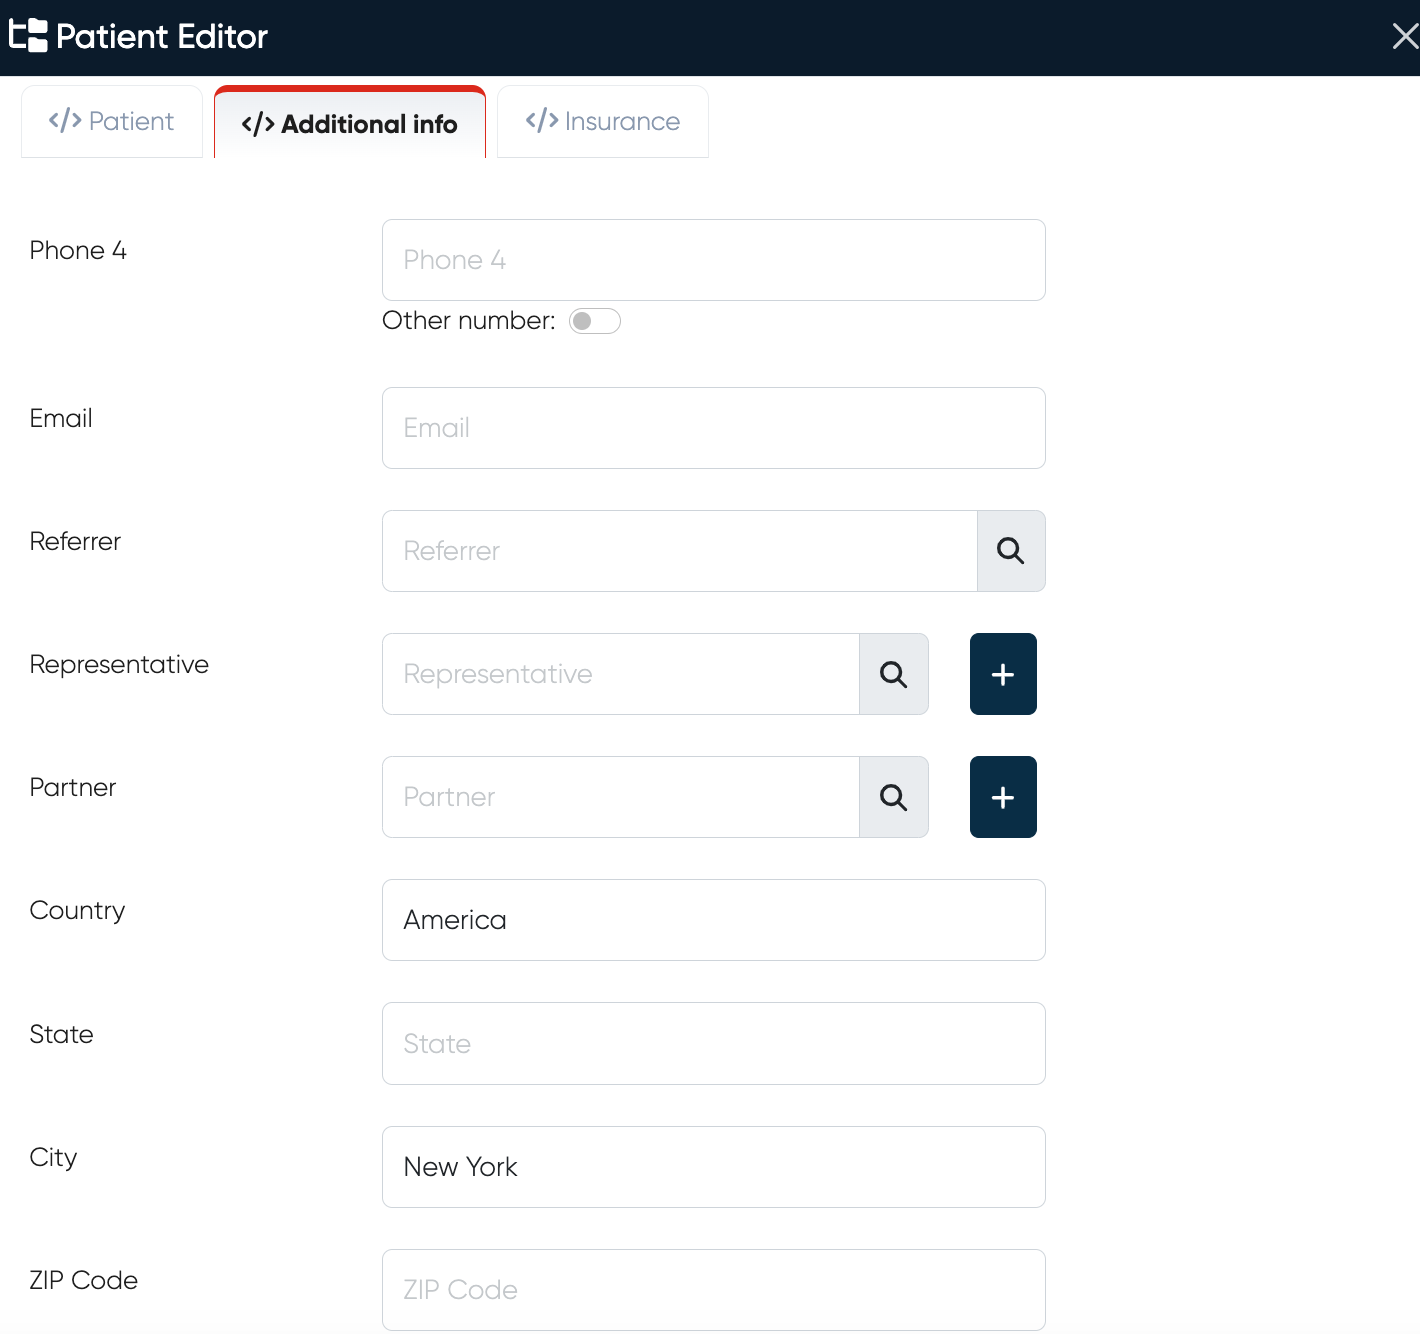 Patient Editor
</> Patient </> Additional info </> Insurance
Phone 4 Phone 4
Other number:
Email Email
Referrer Referrer
Representative Representative
Partner Partner
Country America
State State
City New York
ZIP Code ZIP Code